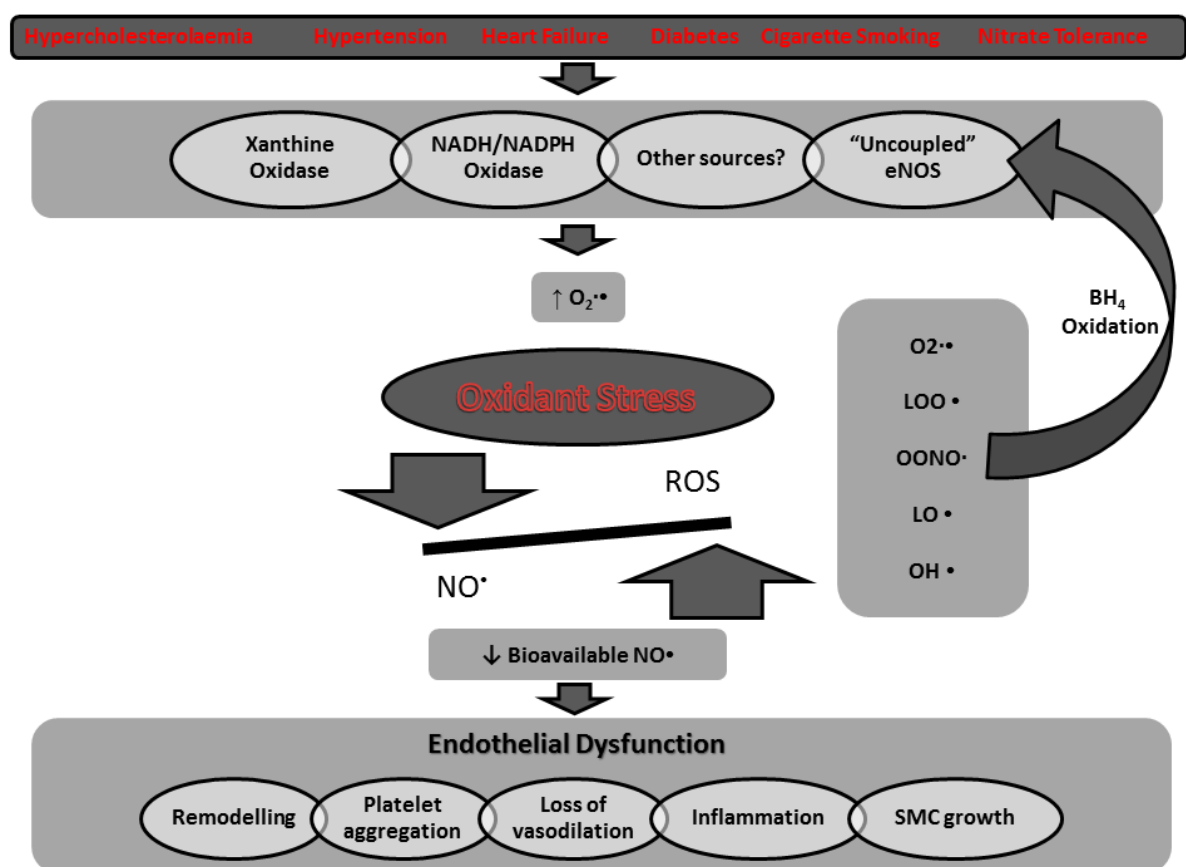 Hypercholesterolaemia Hypertension Heart Failure Diabetes Cigarette Smoking Nitrate Tolerance
Xanthine
Oxidase
NADH/NADPH
Oxidase
Other sources?
“Uncoupled”
eNOS
↑ O₂·•
BH₄
Oxidation
O2·•
LOO •
OONO·
LO •
OH •
Oxidant Stress
ROS
NO•
↓ Bioavailable NO•
Endothelial Dysfunction
Remodelling
Platelet
aggregation
Loss of
vasodilation
Inflammation
SMC growth